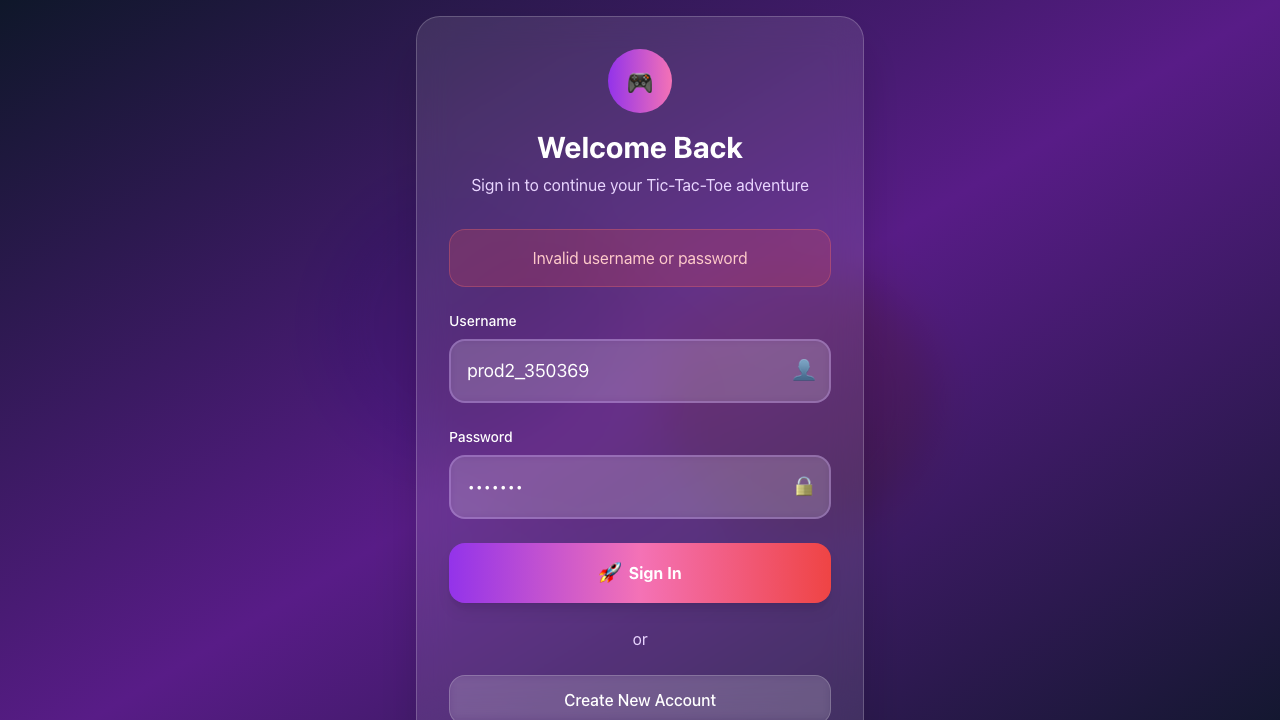 Welcome Back
Sign in to continue your Tic-Tac-Toe adventure
Invalid username or password
Username
prod2_350369
Password
•••••••
🚀 Sign In
or
Create New Account